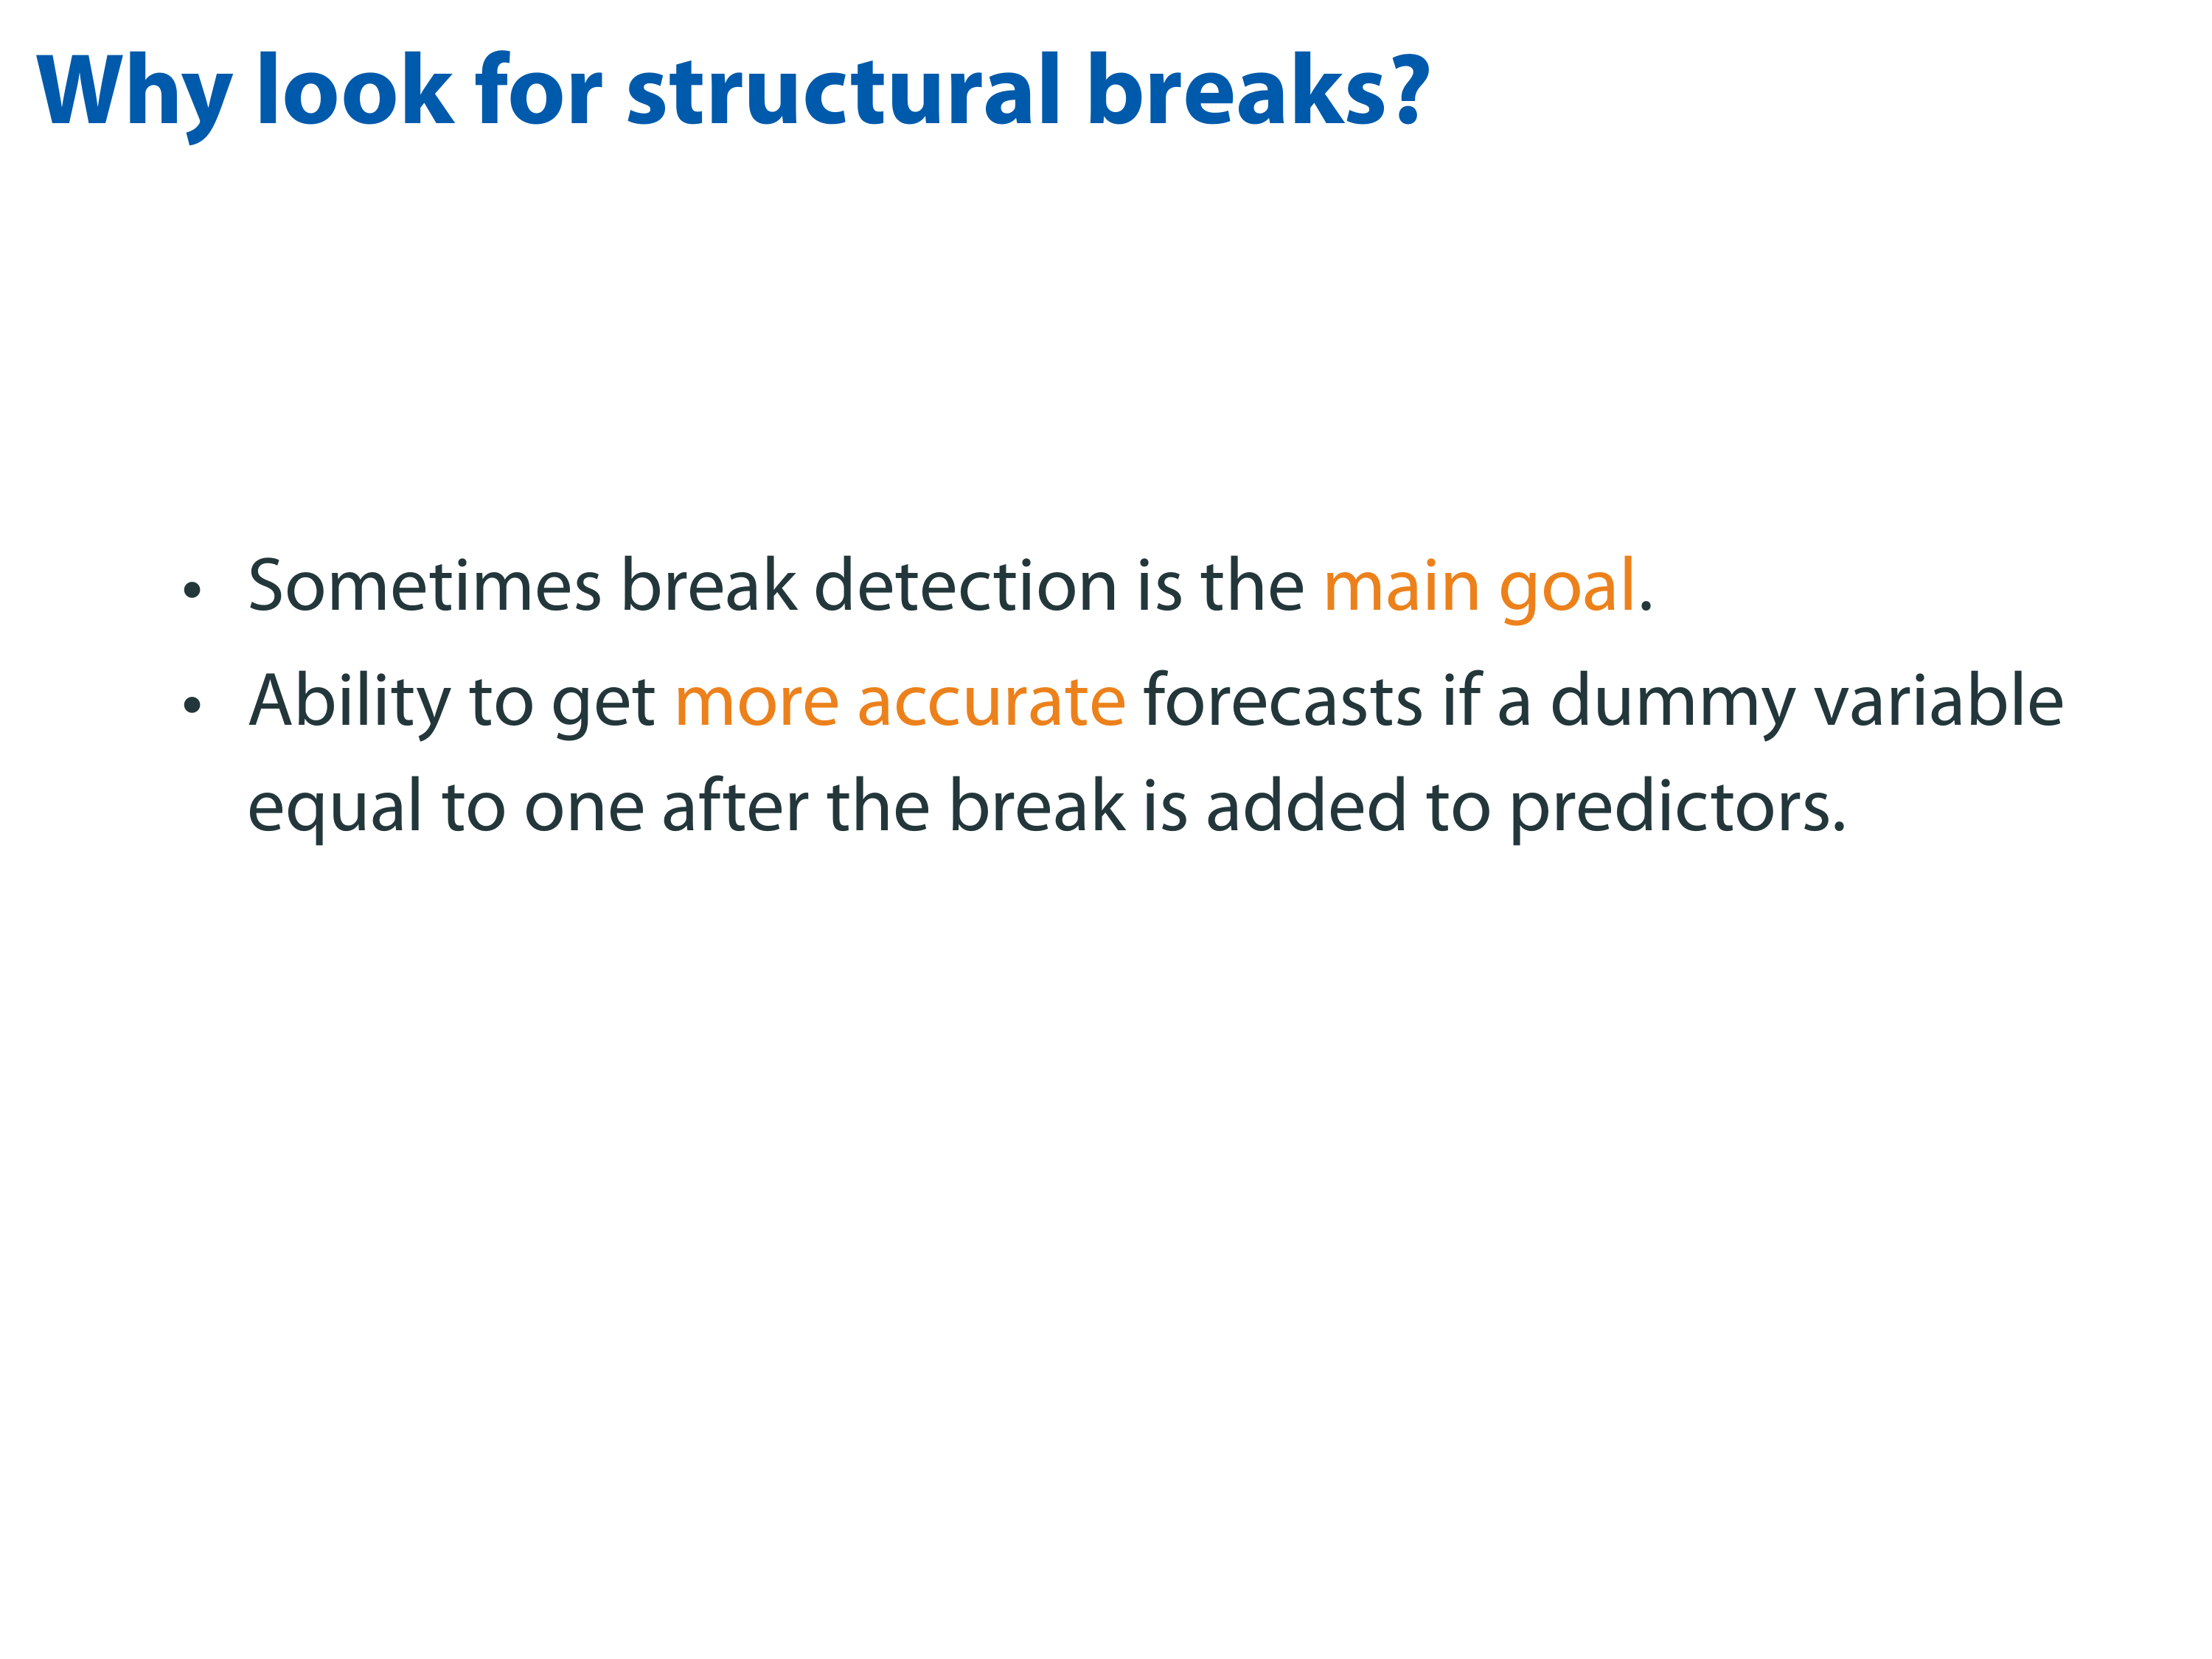 Why look for structural breaks?
• Sometimes break detection is the main goal.
• Ability to get more accurate forecasts if a dummy variable
equal to one after the break is added to predictors.